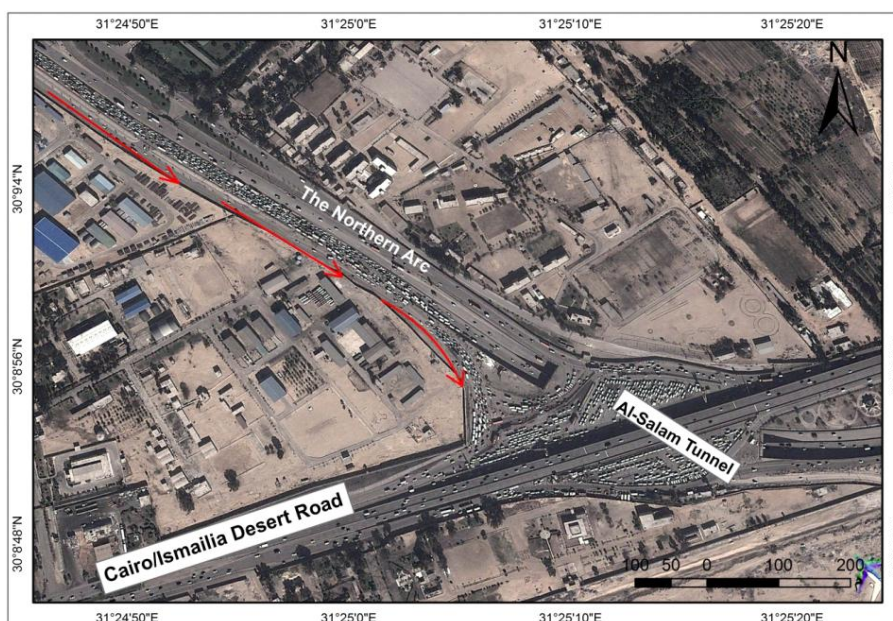 31°24'50"E
31°25'0"E
31°25'10"E
31°25'20"E
N
30°9'4"N
The Northern Arc
30°8'56"N
Al-Salam Tunnel
Cairo/Ismailia Desert Road
30°8'48"N
100 50 0 100 200
31°24'50"E
31°25'0"E
31°25'10"E
31°25'20"E